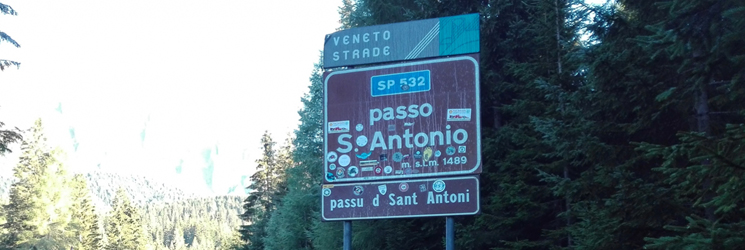 VENETO
STRADE
SP 532
passo
S. Antonio
m. s.l.m. 1489
passu d Sant Antoni